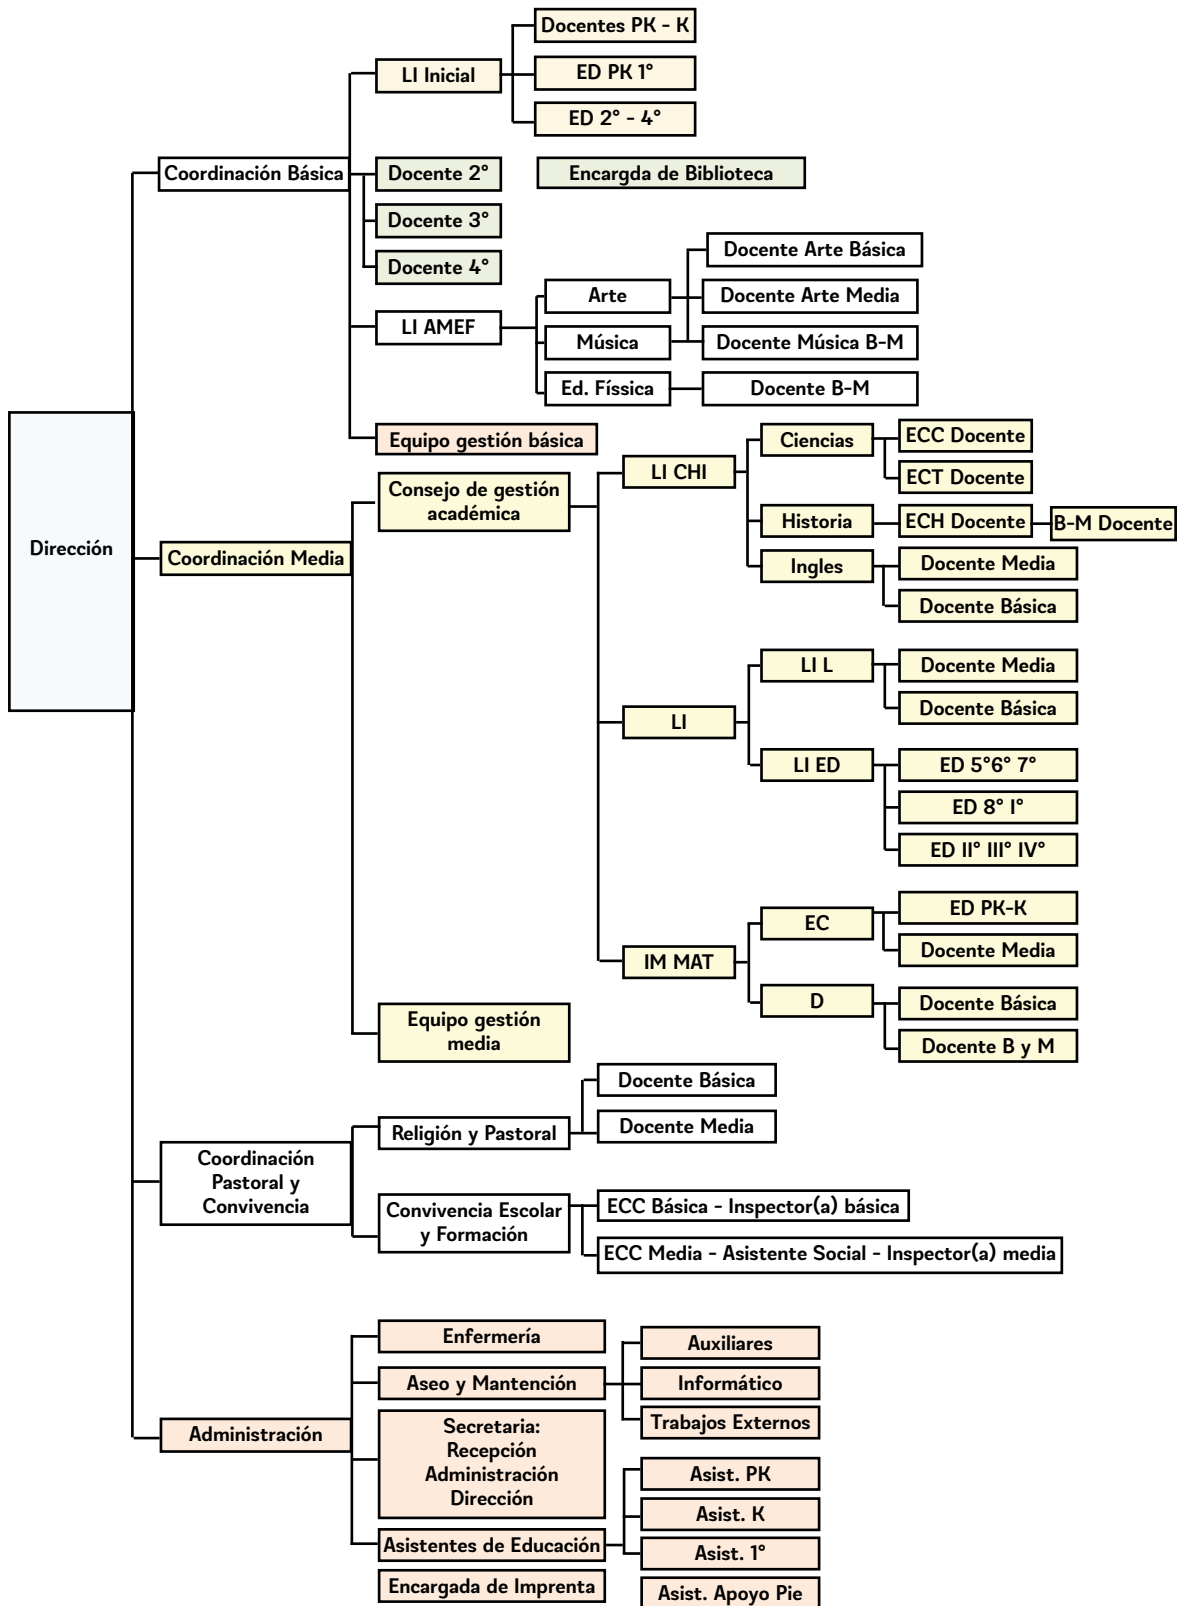 Dirección
Coordinación Básica
LI Inicial
Docentes PK - K
ED PK 1°
ED 2° - 4°
Docente 2°
Encargda de Biblioteca
Docente 3°
Docente 4°
LI AMEF
Arte
Música
Ed. Físsica
Docente Arte Básica
Docente Arte Media
Docente Música B-M
Docente B-M
Equipo gestión básica
Coordinación Media
Consejo de gestión
académica
LI CHI
Ciencias
ECC Docente
ECT Docente
Historia
ECH Docente
B-M Docente
Ingles
Docente Media
Docente Básica
LI
LI L
Docente Media
Docente Básica
LI ED
ED 5°6° 7°
ED 8° I°
ED II° III° IV°
IM MAT
EC
ED PK-K
Docente Media
D
Docente Básica
Docente B y M
Equipo gestión
media
Coordinación
Pastoral y
Convivencia
Religión y Pastoral
Docente Básica
Docente Media
Convivencia Escolar
y Formación
ECC Básica - Inspector(a) básica
ECC Media - Asistente Social - Inspector(a) media
Administración
Enfermería
Aseo y Mantención
Auxiliares
Informático
Trabajos Externos
Secretaria:
Recepción
Administración
Dirección
Asistentes de Educación
Asist. PK
Asist. K
Asist. 1°
Encargada de Imprenta
Asist. Apoyo Pie